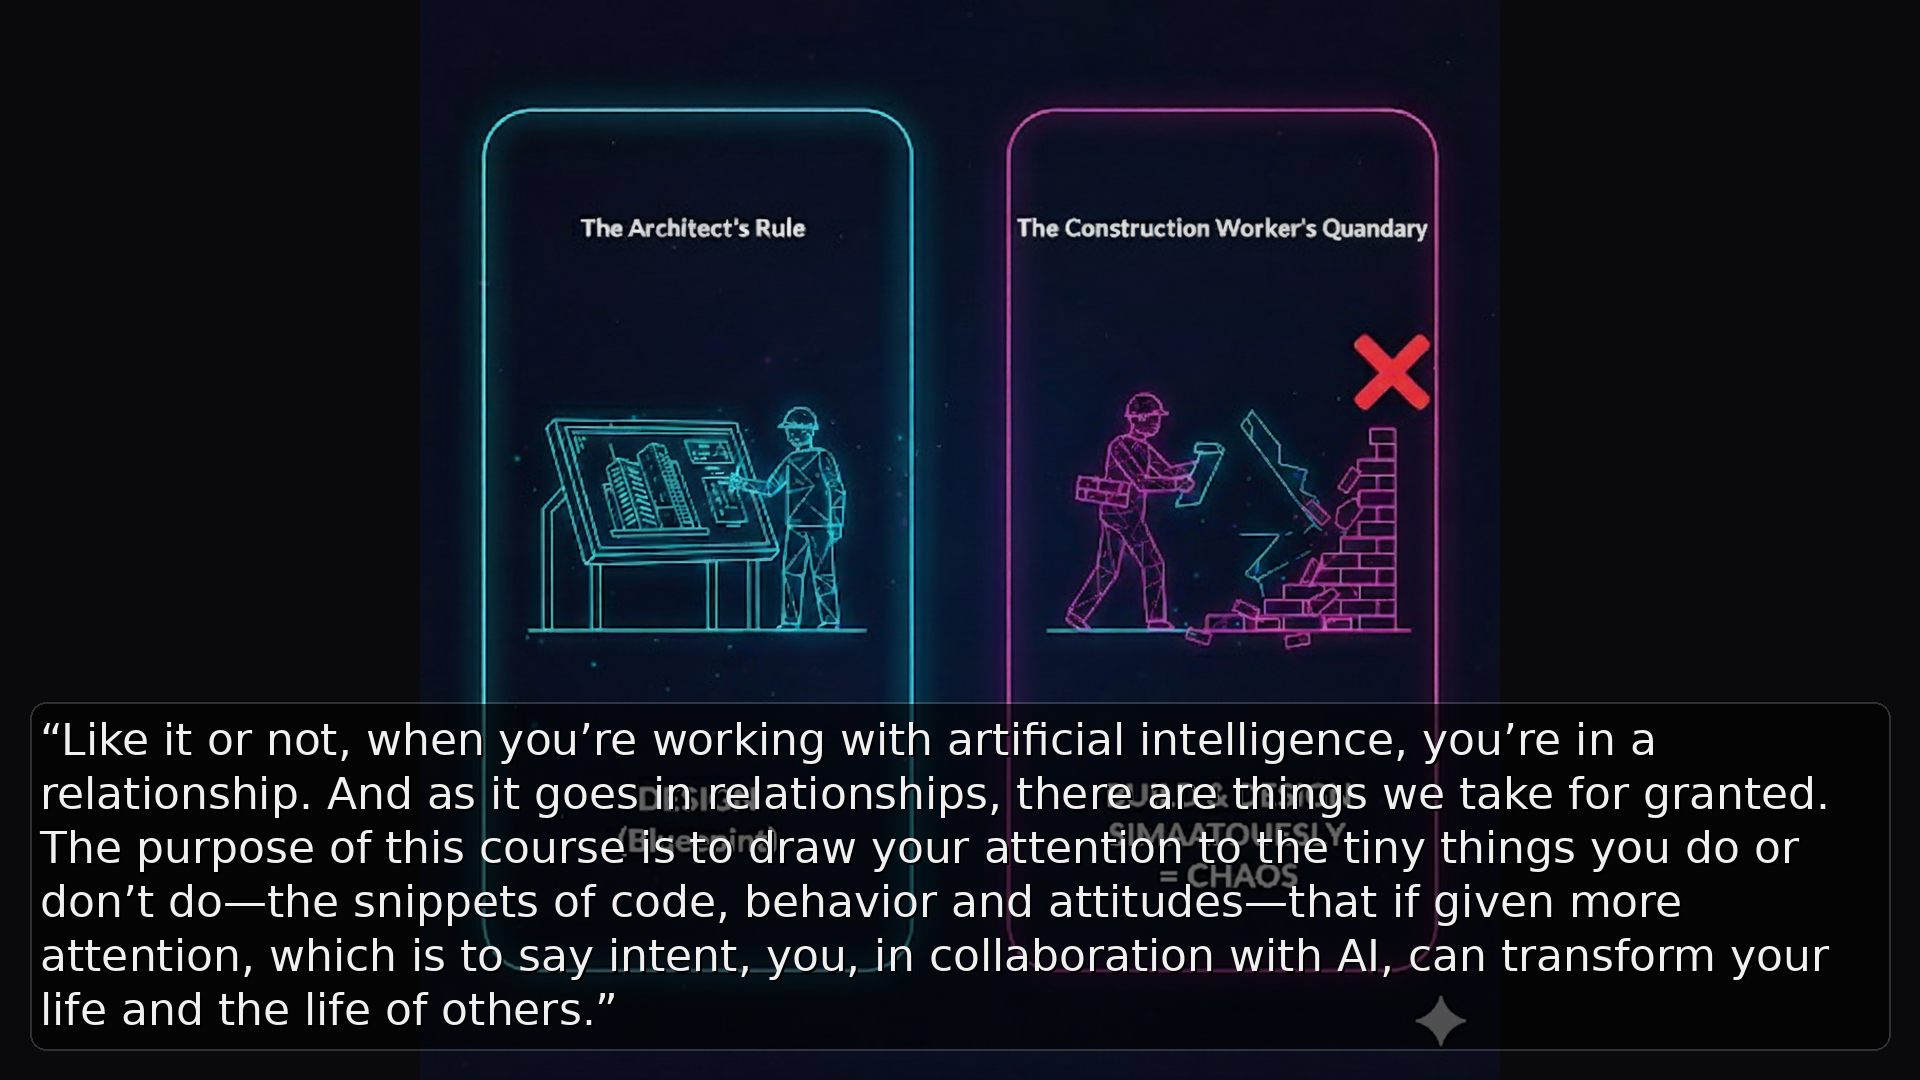 The Architect's Rule
The Construction Worker's Quandary
DESIGN
(Blueprint)
BUILD & DESIGN
= CHAOS
“Like it or not, when you’re working with artificial intelligence, you’re in a
relationship. And as it goes in relationships, there are things we take for granted.
The purpose of this course is to draw your attention to the tiny things you do or
don’t do—the snippets of code, behavior and attitudes—that if given more
attention, which is to say intent, you, in collaboration with AI, can transform your
life and the life of others.”